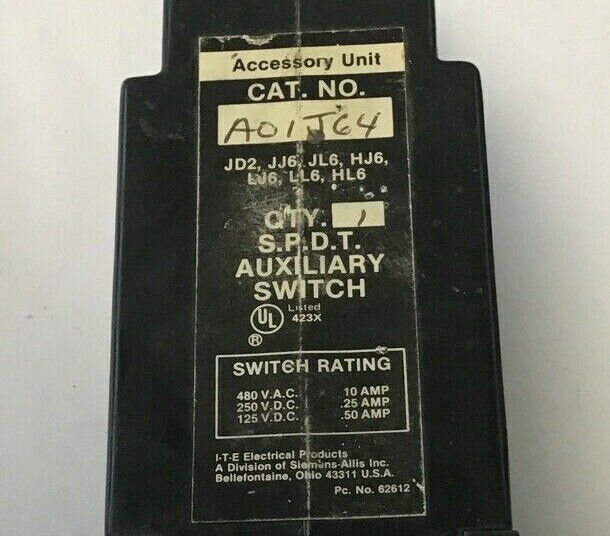 Accessory Unit
CAT. NO.
A01J64
JD2, JJ6, JL6, HJ6,
LJ6, LL6, HL6
QTY. 1
S.P.D.T.
AUXILIARY
SWITCH
UL Listed
423X
®
SWITCH RATING
480 V.A.C. 10 AMP
250 V.D.C. .25 AMP
125 V.D.C. .50 AMP
I-T-E Electrical Products
A Division of Siemens-Allis Inc.
Bellefontaine, Ohio 43311 U.S.A.
Pc. No. 62612